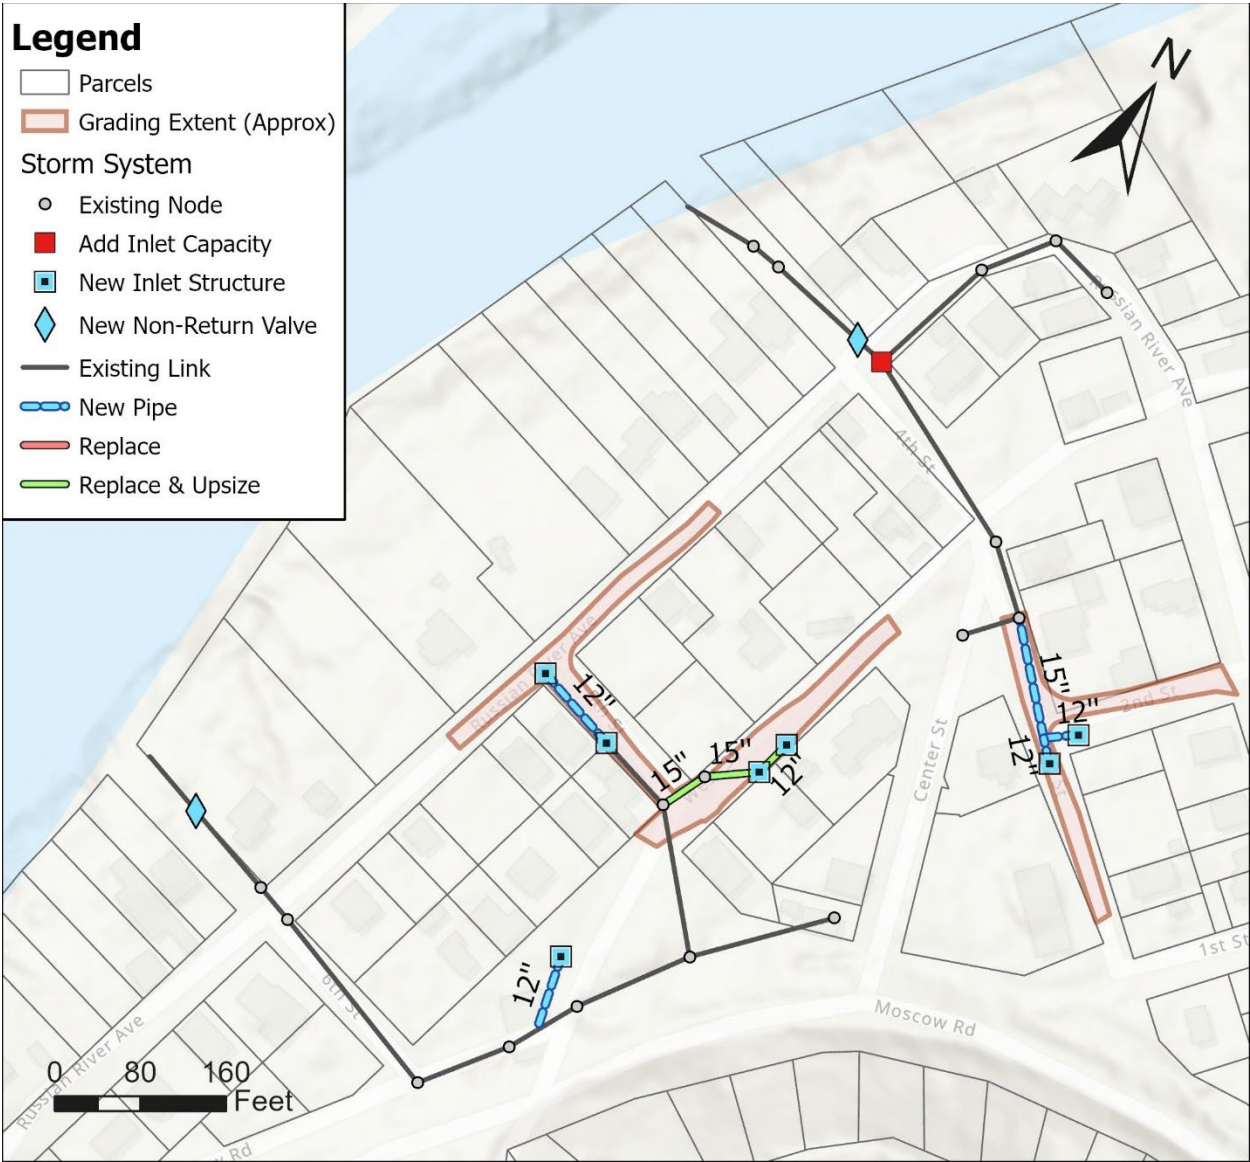 Legend
Parcels
Grading Extent (Approx)
Storm System
Existing Node
Add Inlet Capacity
New Inlet Structure
New Non-Return Valve
Existing Link
New Pipe
Replace
Replace & Upsize
N
Russian River Ave
4th St
Russian River Ave
12"
15"
15"
12"
Center St
15"
2nd St
12"
12"
St
1st St
12"
6th St
Moscow Rd
Russian River Ave
0 80 160
Feet
Rd